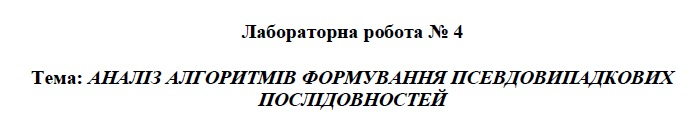 Лабораторна робота № 4
Тема: АНАЛІЗ АЛГОРИТМІВ ФОРМУВАННЯ ПСЕВДОВИПАДКОВИХ
ПОСЛІДОВНОСТЕЙ